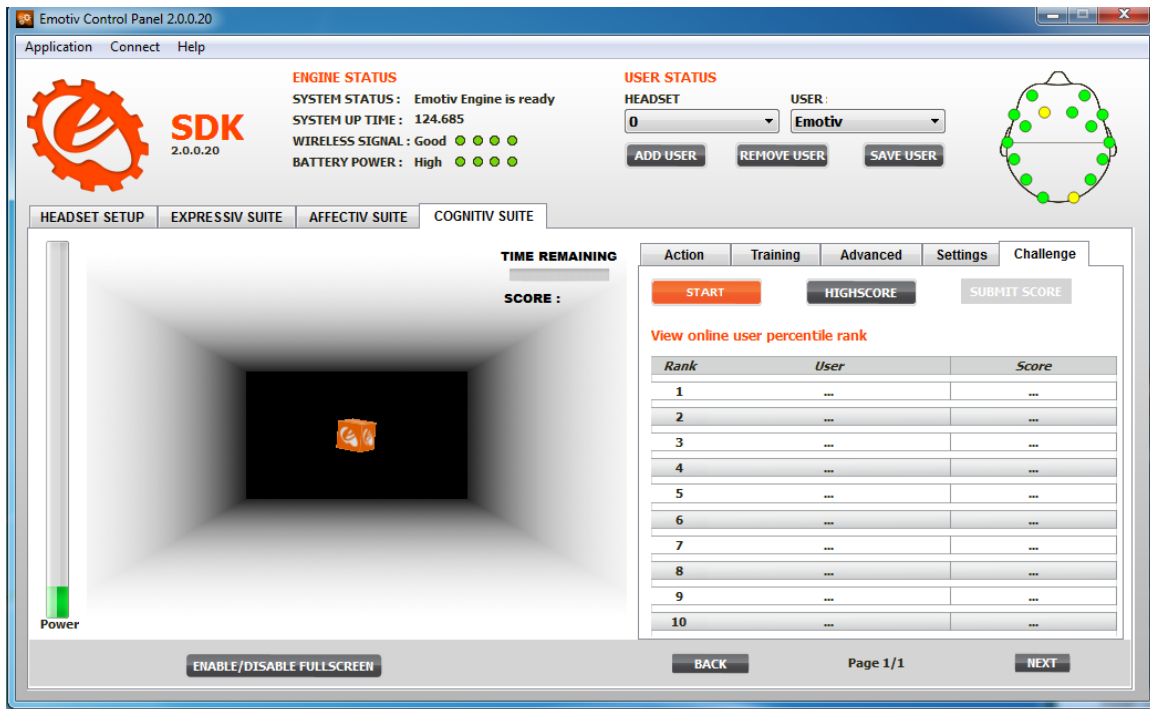 Emotiv Control Panel 2.0.0.20
Application Connect Help
SDK
2.0.0.20
ENGINE STATUS
SYSTEM STATUS : Emotiv Engine is ready
SYSTEM UP TIME : 124.685
WIRELESS SIGNAL : Good
BATTERY POWER : High
USER STATUS
HEADSET USER :
0 Emotiv
ADD USER REMOVE USER SAVE USER
HEADSET SETUP EXPRESSIV SUITE AFFECTIV SUITE COGNITIV SUITE
TIME REMAINING
SCORE :
Power
ENABLE/DISABLE FULLSCREEN
Action Training Advanced Settings Challenge
START HIGHSCORE SUBMIT SCORE
View online user percentile rank
Rank User Score
1 ... ...
2 ... ...
3 ... ...
4 ... ...
5 ... ...
6 ... ...
7 ... ...
8 ... ...
9 ... ...
10 ... ...
BACK Page 1/1 NEXT